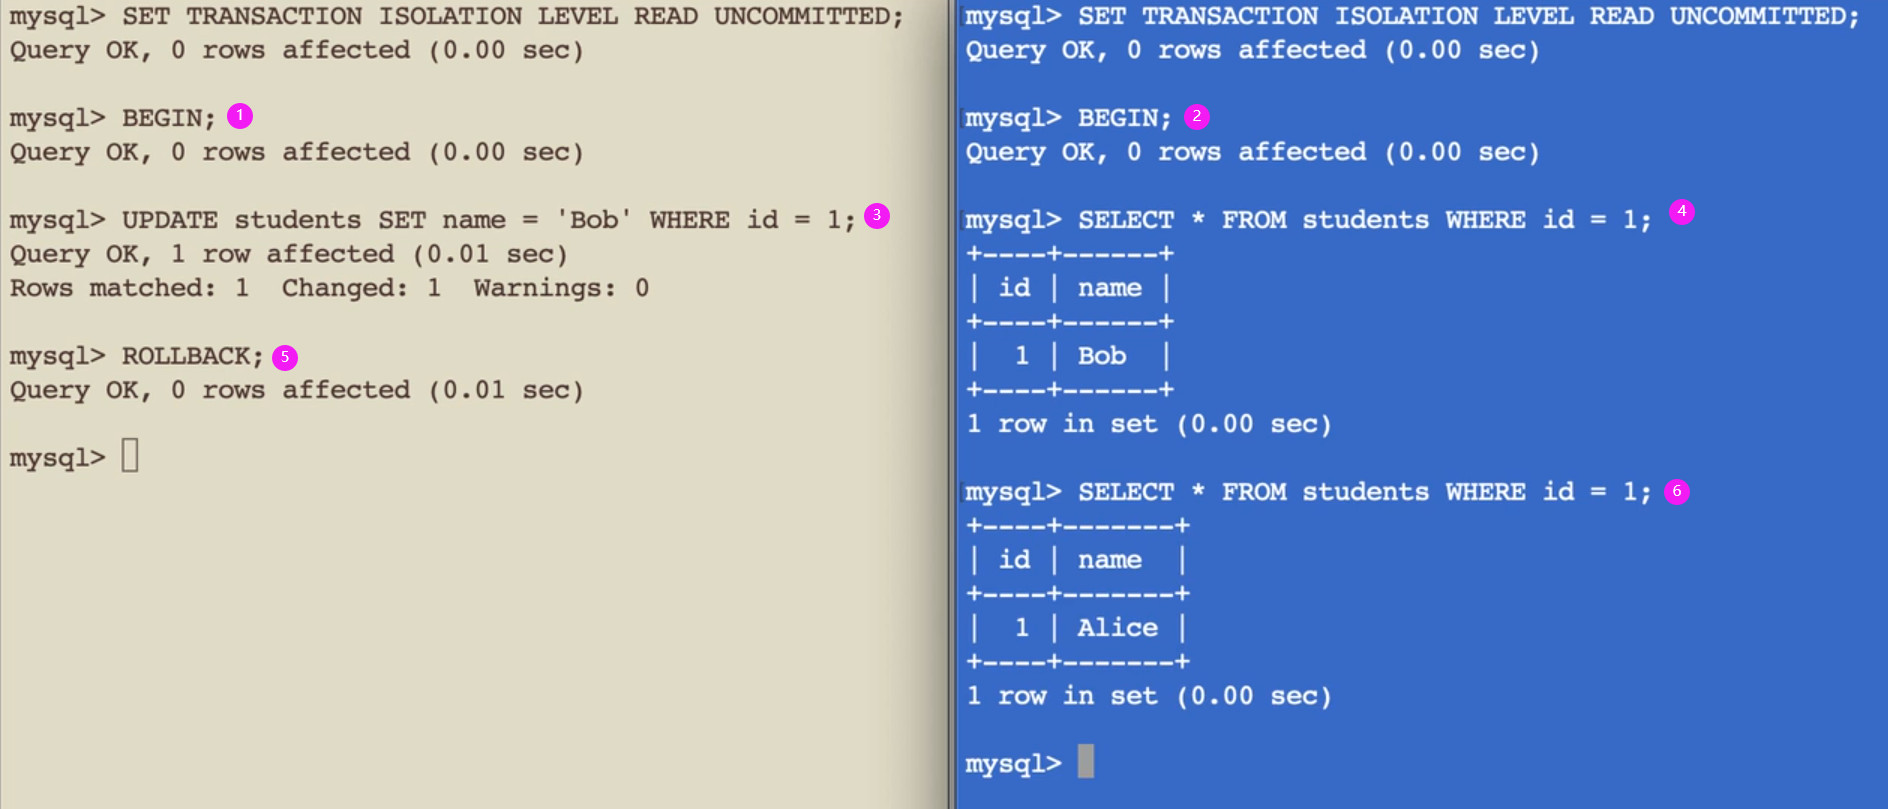 mysql> SET TRANSACTION ISOLATION LEVEL READ UNCOMMITTED;
Query OK, 0 rows affected (0.00 sec)
mysql> BEGIN; 1
Query OK, 0 rows affected (0.00 sec)
mysql> UPDATE students SET name = 'Bob' WHERE id = 1; 3
Query OK, 1 row affected (0.01 sec)
Rows matched: 1  Changed: 1  Warnings: 0
mysql> ROLLBACK; 5
Query OK, 0 rows affected (0.01 sec)
mysql>
mysql> SET TRANSACTION ISOLATION LEVEL READ UNCOMMITTED;
Query OK, 0 rows affected (0.00 sec)
mysql> BEGIN; 2
Query OK, 0 rows affected (0.00 sec)
mysql> SELECT * FROM students WHERE id = 1; 4
+----+------+
| id | name |
+----+------+
|  1 | Bob  |
+----+------+
1 row in set (0.00 sec)
mysql> SELECT * FROM students WHERE id = 1; 6
+----+-------+
| id | name  |
+----+-------+
|  1 | Alice |
+----+-------+
1 row in set (0.00 sec)
mysql>